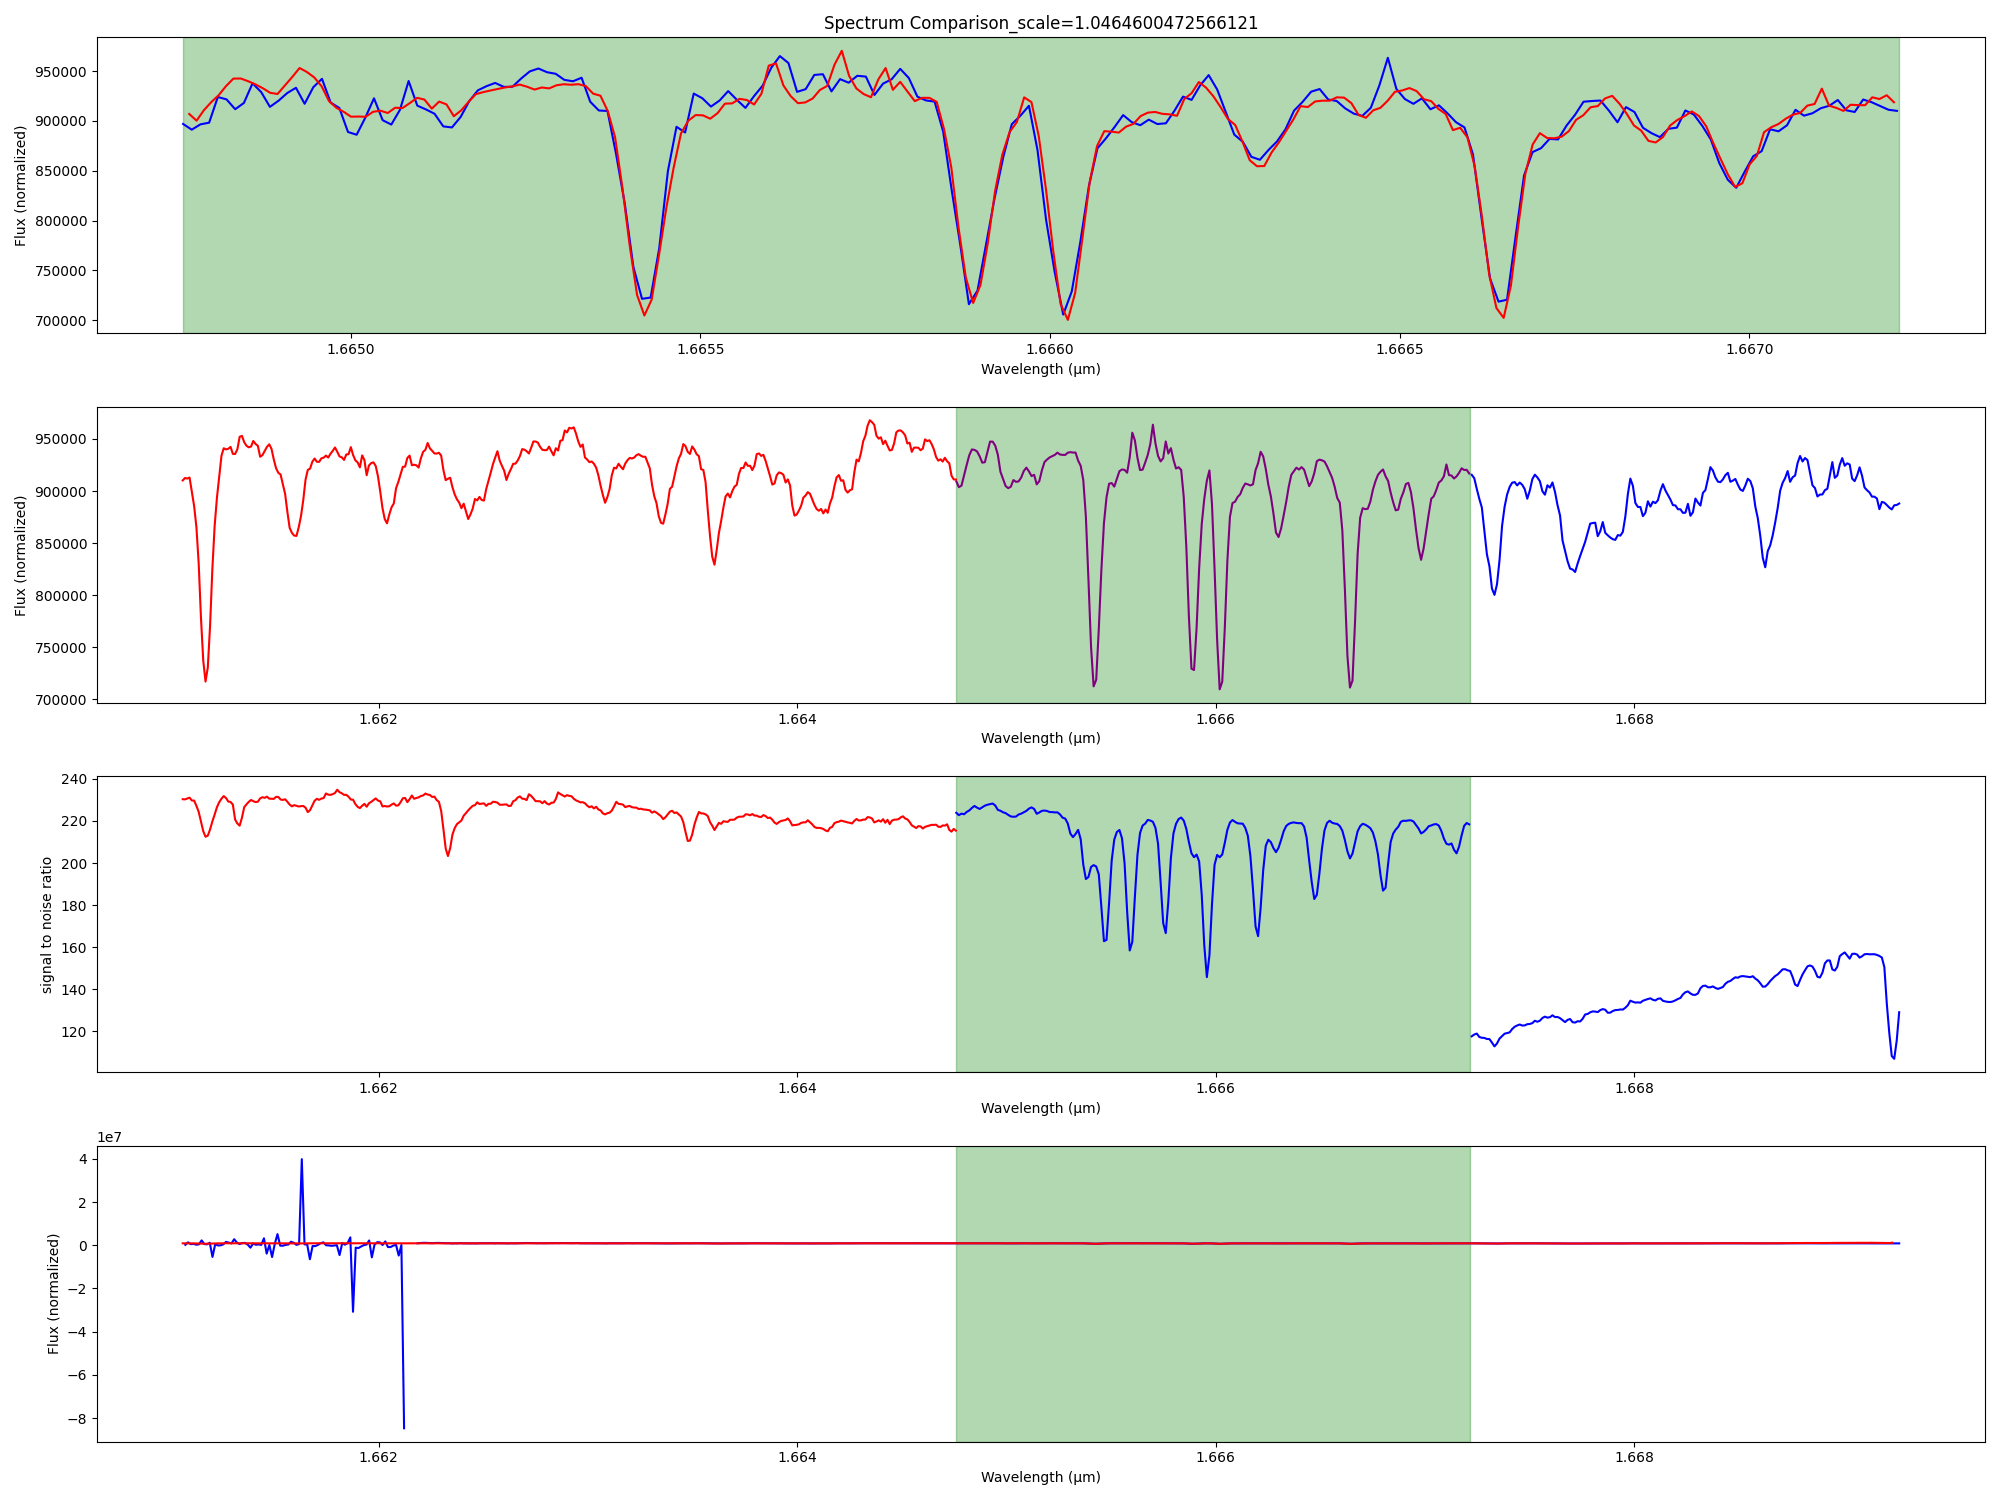 Spectrum Comparison_scale=1.0464600472566121
Flux (normalized)
950000
900000
850000
800000
750000
700000
1.6650 1.6655 1.6660 1.6665 1.6670
Wavelength (μm)
Flux (normalized)
950000
900000
850000
800000
750000
700000
1.662 1.664 1.666 1.668
Wavelength (μm)
signal to noise ratio
240
220
200
180
160
140
120
1.662 1.664 1.666 1.668
Wavelength (μm)
1e7
Flux (normalized)
4
2
0
−2
−4
−6
−8
1.662 1.664 1.666 1.668
Wavelength (μm)